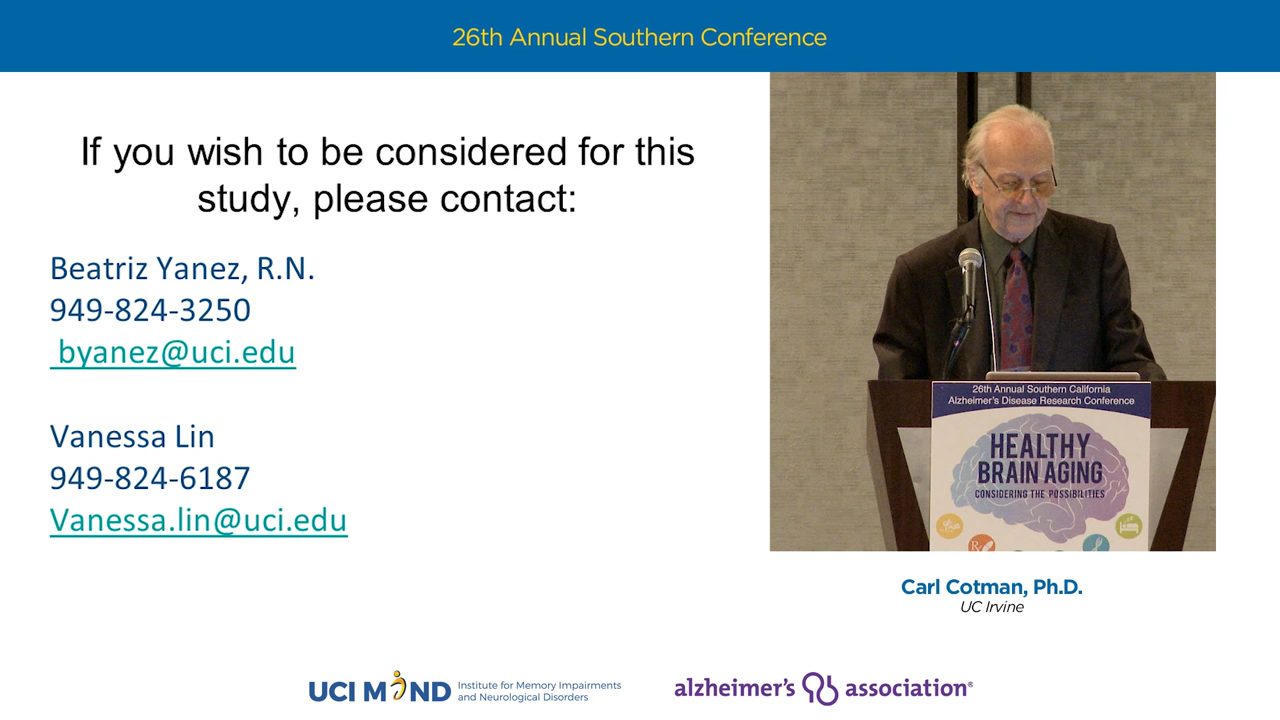 26th Annual Southern Conference
If you wish to be considered for this
study, please contact:
Beatriz Yanez, R.N.
949-824-3250
byanez@uci.edu
Vanessa Lin
949-824-6187
Vanessa.lin@uci.edu
26th Annual Southern California
Alzheimer's Disease Research Conference
HEALTHY
BRAIN AGING
CONSIDERING THE POSSIBILITIES
Carl Cotman, Ph.D.
UC Irvine
UCI MIND
Institute for Memory Impairments
and Neurological Disorders
alzheimer's association®